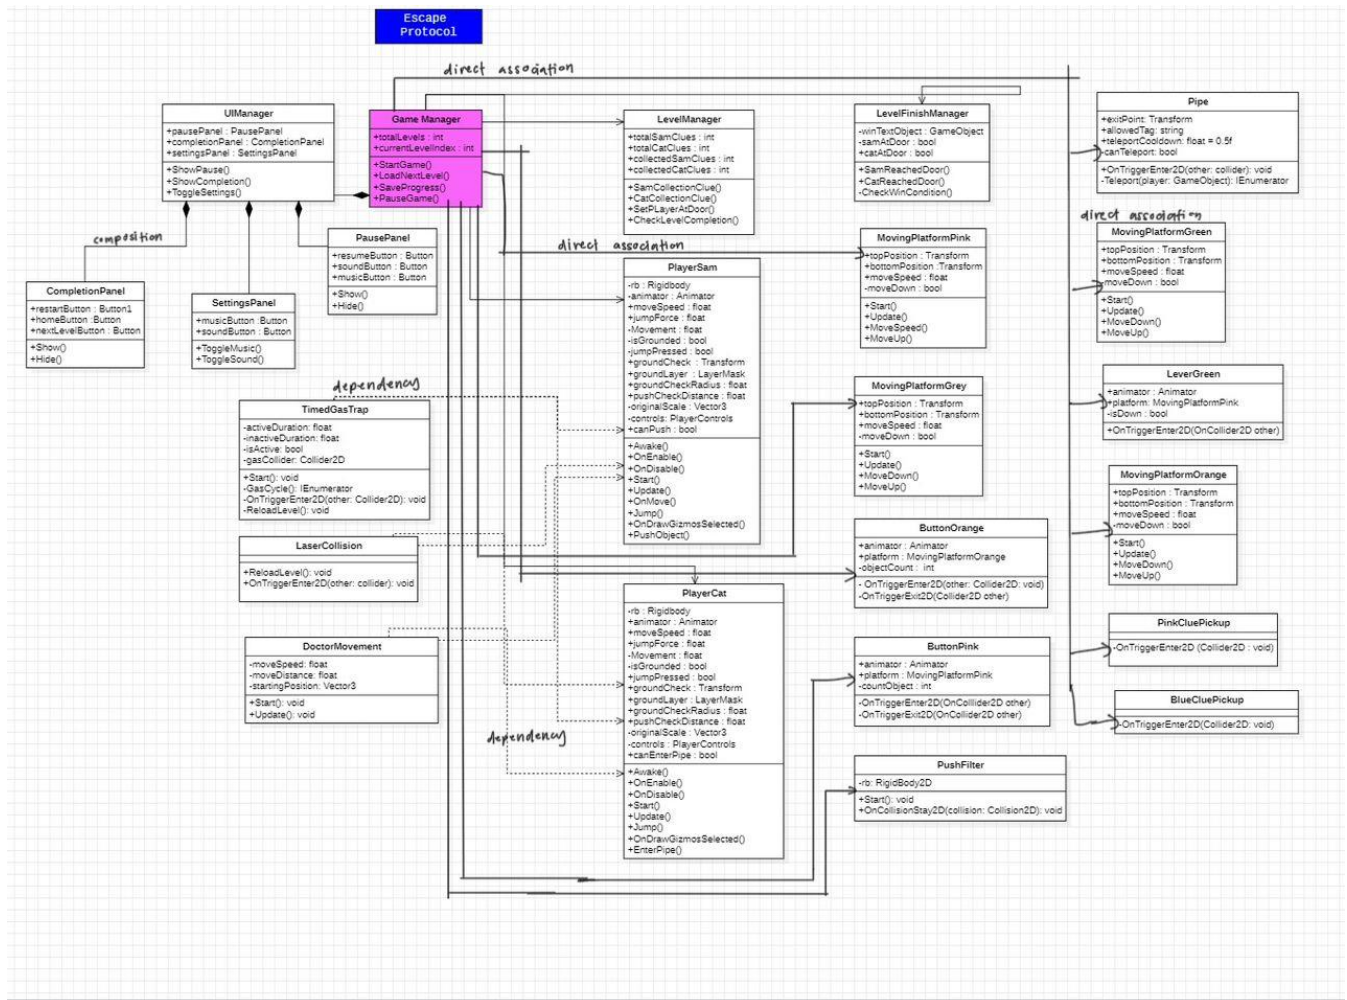 Escape
Protocol
direct association
UIManager
+pausePanel : PausePanel
+completionPanel : CompletionPanel
+settingsPanel : SettingsPanel
+ShowPause()
+ShowCompletion()
+ToggleSettings()
Game Manager
+totalLevels : int
+currentLevelIndex : int
+StartGame()
+LoadNextLevel()
+SaveProgress()
+PauseGame()
LevelManager
+totalSamClues : int
+totalCatClues : int
+collectedSamClues : int
+collectedCatClues : int
+SamCollectionClue()
+CatCollectionClue()
+SetPLayerAtDoor()
+CheckLevelCompletion()
LevelFinishManager
-winTextObject : GameObject
-samAtDoor : bool
+catAtDoor : bool
+SamReachedDoor()
+CatReachedDoor()
-CheckWinCondition()
Pipe
+exitPoint: Transform
+allowedTag: string
+teleportCooldown: float = 0.5f
-canTeleport: bool
+OnTriggerEnter2D(other: collider): void
-Teleport(player: GameObject): IEnumerator
composition
PausePanel
+resumeButton : Button
+soundButton : Button
+musicButton : Button
+Show()
+Hide()
CompletionPanel
+restartButton : Button1
+homeButton :Button
+nextLevelButton : Button
+Show()
+Hide()
SettingsPanel
+musicButton :Button
+soundButton : Button
+ToggleMusic()
+ToggleSound()
direct association
PlayerSam
-rb : Rigidbody
-animator : Animator
+moveSpeed : float
+jumpForce : float
-Movement : float
-isGrounded : bool
-jumpPressed : bool
+groundCheck : Transform
+groundLayer : LayerMask
+groundCheckRadius : float
+pushCheckDistance : float
-originalScale : Vector3
-controls: PlayerControls
+canPush : bool
+Awake()
+OnEnable()
+OnDisable()
+Start()
+Update()
+OnMove()
+Jump()
+OnDrawGizmosSelected()
+PushObject()
MovingPlatformPink
+topPosition : Transform
+bottomPosition :Transform
+moveSpeed : float
-moveDown : bool
+Start()
+Update()
+MoveSpeed()
+MoveUp()
direct association
MovingPlatformGreen
+topPosition : Transform
+bottomPosition : Transform
+moveSpeed : float
-moveDown : bool
+Start()
+Update()
+MoveDown()
+MoveUp()
dependency
TimedGasTrap
-activeDuration: float
-inactiveDuration: float
-isActive: bool
-gasCollider: Collider2D
+Start(): void
-GasCycle(): IEnumerator
-OnTriggerEnter2D(other: Collider2D): void
-ReloadLevel(): void
MovingPlatformGrey
+topPosition : Transform
+bottomPosition : Transform
+moveSpeed : float
-moveDown : bool
+Start()
+Update()
+MoveDown()
+MoveUp()
LeverGreen
+animator : Animator
+platform: MovingPlatformPink
-isDown : bool
+OnTriggerEnter2D(OnCollider2D other)
MovingPlatformOrange
+topPosition : Transform
+bottomPosition : Transform
+moveSpeed : float
-moveDown : bool
+Start()
+Update()
+MoveDown()
+MoveUp()
LaserCollision
+ReloadLevel(): void
+OnTriggerEnter2D(other: collider): void
ButtonOrange
+animator : Animator
+platform : MovingPlatformOrange
-objectCount : int
- OnTriggerEnter2D(other: Collider2D: void)
-OnTriggerExit2D(Collider2D other)
PlayerCat
-rb : Rigidbody
+animator : Animator
+moveSpeed : float
+jumpForce : float
-Movement : float
-isGrounded : bool
+jumpPressed : bool
+groundCheck : Transform
+groundLayer : LayerMask
+groundCheckRadius : float
+pushCheckDistance : float
-originalScale : Vector3
-controls : PlayerControls
+canEnterPipe : bool
+Awake()
+OnEnable()
+OnDisable()
+Start()
+Update()
+Jump()
+OnDrawGizmosSelected()
+EnterPipe()
PinkCluePickup
-OnTriggerEnter2D (Collider2D : void)
DoctorMovement
-moveSpeed: float
-moveDistance: float
-startingPosition: Vector3
+Start(): void
+Update(): void
dependency
ButtonPink
+animator : Animator
+platform : MovingPlatformPink
-countObject : int
-OnTriggerEnter2D(OnCollider2D other)
-OnTriggerExit2D(OnCollider2D other)
BlueCluePickup
-OnTriggerEnter2D(Collider2D: void)
PushFilter
-rb: RigidBody2D
+Start(): void
+OnCollisionStay2D(collision: Collision2D): void